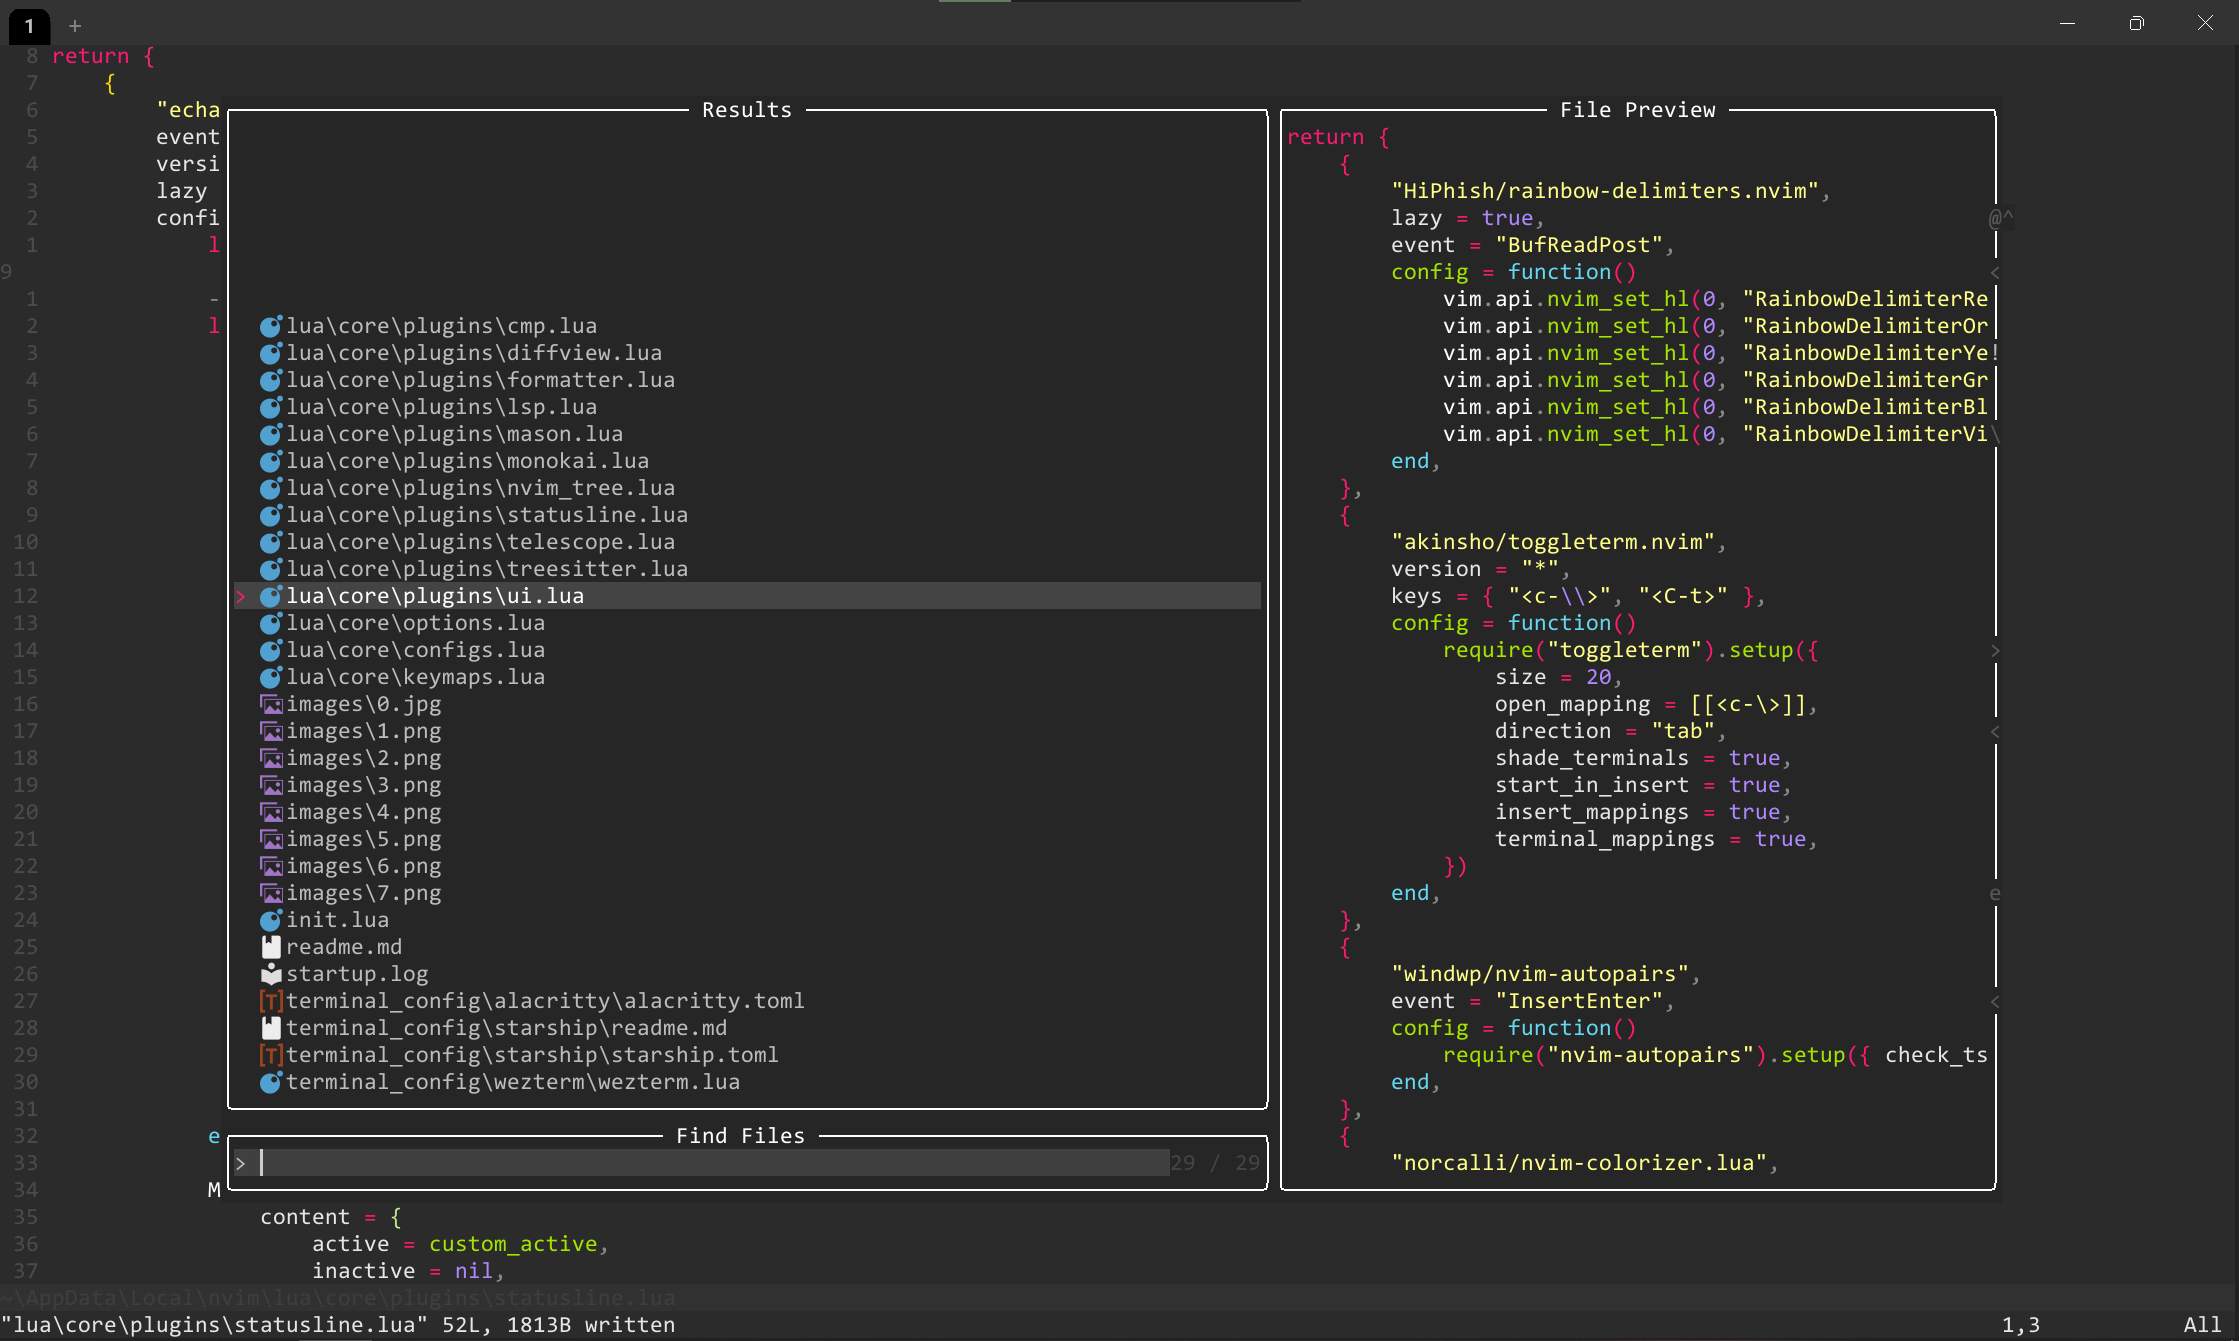 1 +
8 return {
7 {
6 "echa
5 event
4 versi
3 lazy
2 confi
1 l
9
1 -
2 l
3
4
5
6
7
8
9
10
11
12
13
14
15
16
17
18
19
20
21
22
23
24
25
26
27
28
29
30
31
32 e
33
34 M
35 content = {
36 active = custom_active,
37 inactive = nil,
Results
lua\core\plugins\cmp.lua
lua\core\plugins\diffview.lua
lua\core\plugins\formatter.lua
lua\core\plugins\lsp.lua
lua\core\plugins\mason.lua
lua\core\plugins\monokai.lua
lua\core\plugins\nvim_tree.lua
lua\core\plugins\statusline.lua
lua\core\plugins\telescope.lua
lua\core\plugins\treesitter.lua
> lua\core\plugins\ui.lua
lua\core\options.lua
lua\core\configs.lua
lua\core\keymaps.lua
images\0.jpg
images\1.png
images\2.png
images\3.png
images\4.png
images\5.png
images\6.png
images\7.png
init.lua
readme.md
startup.log
[T]terminal_config\alacritty\alacritty.toml
terminal_config\starship\readme.md
[T]terminal_config\starship\starship.toml
terminal_config\wezterm\wezterm.lua
Find Files
> 29 / 29
File Preview
return {
{
"HiPhish/rainbow-delimiters.nvim",
lazy = true, @^
event = "BufReadPost",
config = function() <
vim.api.nvim_set_hl(0, "RainbowDelimiterRe
vim.api.nvim_set_hl(0, "RainbowDelimiterOr
vim.api.nvim_set_hl(0, "RainbowDelimiterYe!
vim.api.nvim_set_hl(0, "RainbowDelimiterGr
vim.api.nvim_set_hl(0, "RainbowDelimiterBl
vim.api.nvim_set_hl(0, "RainbowDelimiterVi\
end,
},
{
"akinsho/toggleterm.nvim",
version = "*",
keys = { "<c-\\>", "<C-t>" },
config = function()
require("toggleterm").setup({ >
size = 20,
open_mapping = [[<c-\>]],
direction = "tab", <
shade_terminals = true,
start_in_insert = true,
insert_mappings = true,
terminal_mappings = true,
})
end, e
},
{
"windwp/nvim-autopairs",
event = "InsertEnter", <
config = function()
require("nvim-autopairs").setup({ check_ts
end,
},
{
"norcalli/nvim-colorizer.lua",
~\AppData\Local\nvim\lua\core\plugins\statusline.lua
"lua\core\plugins\statusline.lua" 52L, 1813B written 1,3 All